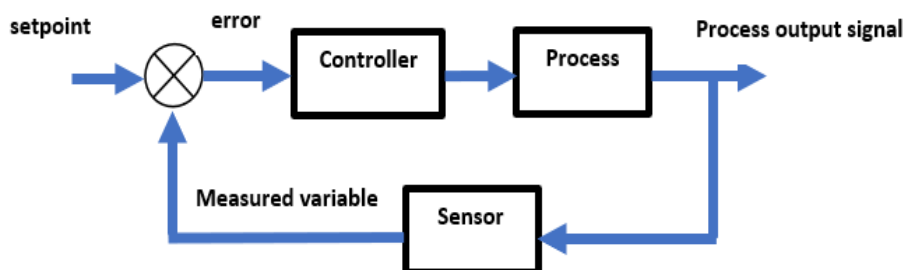 setpoint
error
Controller
Process
Process output signal
Measured variable
Sensor